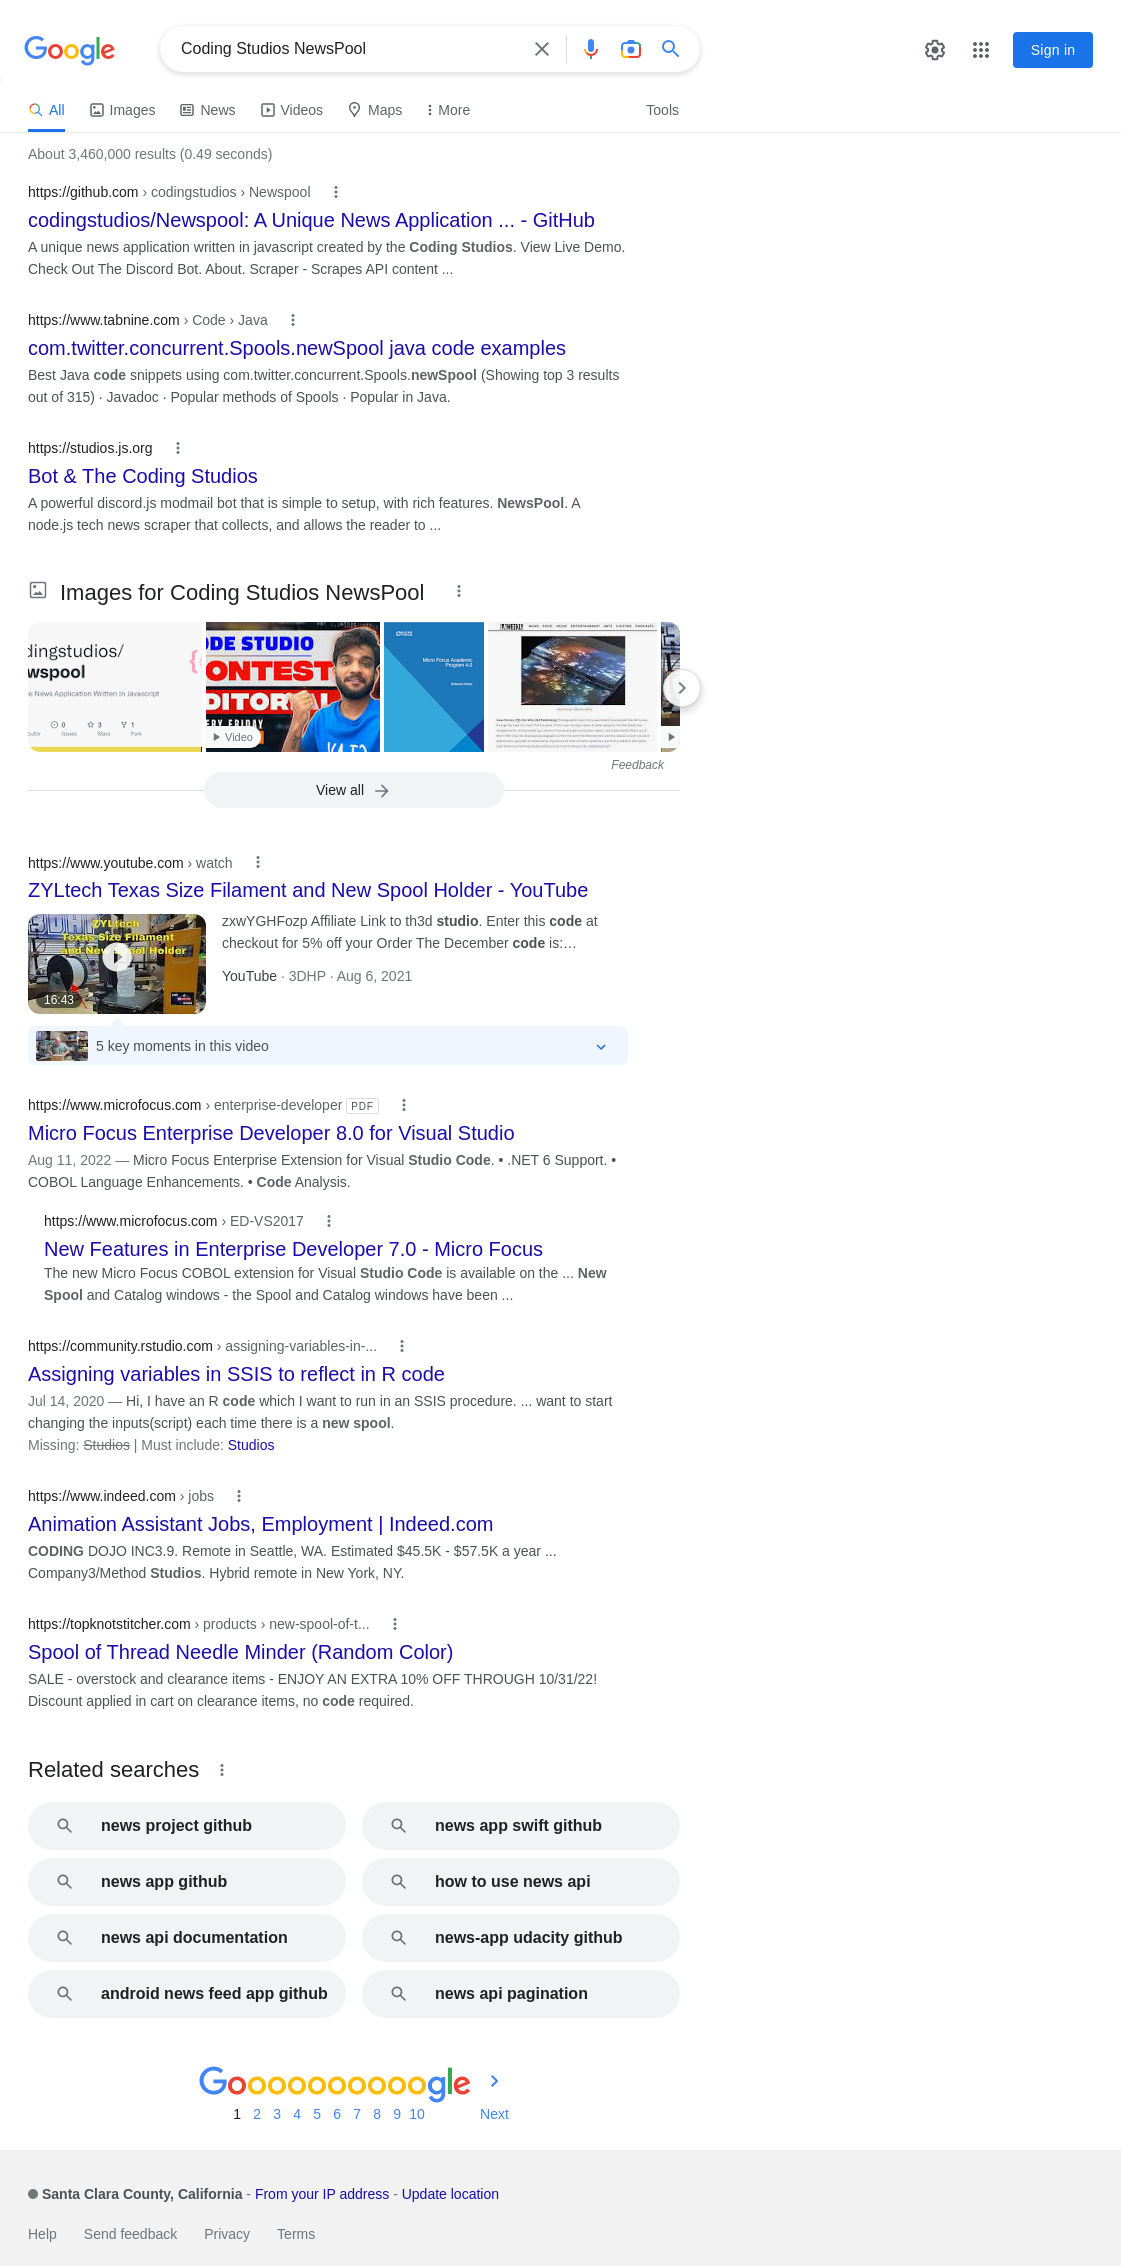 Google
Coding Studios NewsPool
Sign in
All
Images
News
Videos
Maps
More
Tools
About 3,460,000 results (0.49 seconds)
https://github.com › codingstudios › Newspool
codingstudios/Newspool: A Unique News Application ... - GitHub
A unique news application written in javascript created by the Coding Studios. View Live Demo.
Check Out The Discord Bot. About. Scraper - Scrapes API content ...
https://www.tabnine.com › Code › Java
com.twitter.concurrent.Spools.newSpool java code examples
Best Java code snippets using com.twitter.concurrent.Spools.newSpool (Showing top 3 results
out of 315) · Javadoc · Popular methods of Spools · Popular in Java.
https://studios.js.org
Bot & The Coding Studios
A powerful discord.js modmail bot that is simple to setup, with rich features. NewsPool. A
node.js tech news scraper that collects, and allows the reader to ...
Images for Coding Studios NewsPool
dingstudios/
wspool
e News Application Written In Javascript
0
3
1
Issues
Stars
Fork
ODE STUDIO
ONTEST
DITORIAL
RY FRIDAY
Video
Micro Focus Academic
Program 4.0
Release Notes
WEEKLY
Feedback
View all
https://www.youtube.com › watch
ZYLtech Texas Size Filament and New Spool Holder - YouTube
ZYLtech
Texas Size Filament
and New Spool Holder
16:43
zxwYGHFozp Affiliate Link to th3d studio. Enter this code at
checkout for 5% off your Order The December code is:…
YouTube · 3DHP · Aug 6, 2021
5 key moments in this video
https://www.microfocus.com › enterprise-developer PDF
Micro Focus Enterprise Developer 8.0 for Visual Studio
Aug 11, 2022 — Micro Focus Enterprise Extension for Visual Studio Code. • .NET 6 Support. •
COBOL Language Enhancements. • Code Analysis.
https://www.microfocus.com › ED-VS2017
New Features in Enterprise Developer 7.0 - Micro Focus
The new Micro Focus COBOL extension for Visual Studio Code is available on the ... New
Spool and Catalog windows - the Spool and Catalog windows have been ...
https://community.rstudio.com › assigning-variables-in-...
Assigning variables in SSIS to reflect in R code
Jul 14, 2020 — Hi, I have an R code which I want to run in an SSIS procedure. ... want to start
changing the inputs(script) each time there is a new spool.
Missing: Studios | Must include: Studios
https://www.indeed.com › jobs
Animation Assistant Jobs, Employment | Indeed.com
CODING DOJO INC3.9. Remote in Seattle, WA. Estimated $45.5K - $57.5K a year ...
Company3/Method Studios. Hybrid remote in New York, NY.
https://topknotstitcher.com › products › new-spool-of-t...
Spool of Thread Needle Minder (Random Color)
SALE - overstock and clearance items - ENJOY AN EXTRA 10% OFF THROUGH 10/31/22!
Discount applied in cart on clearance items, no code required.
Related searches
news project github
news app swift github
news app github
how to use news api
news api documentation
news-app udacity github
android news feed app github
news api pagination
Goooooooooogle
1 2 3 4 5 6 7 8 9 10 Next
Santa Clara County, California - From your IP address - Update location
Help
Send feedback
Privacy
Terms